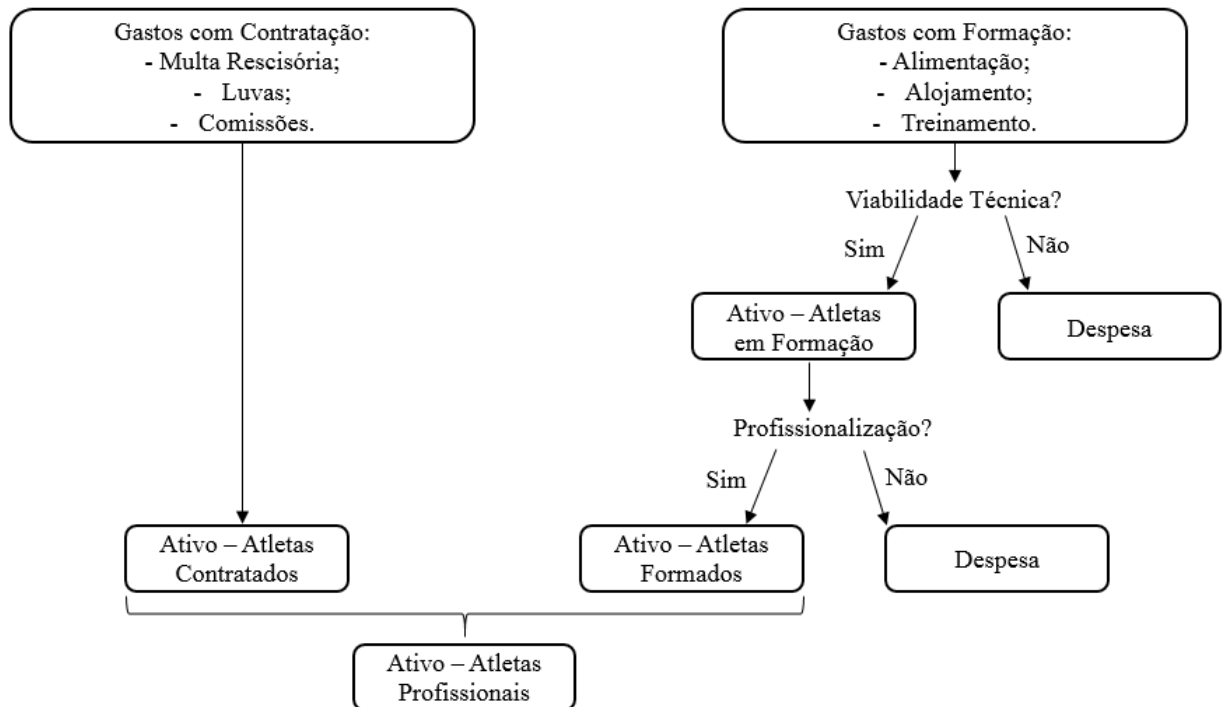 Gastos com Contratação:
- Multa Rescisória;
- Luvas;
- Comissões.
Gastos com Formação:
- Alimentação;
- Alojamento;
- Treinamento.
Viabilidade Técnica?
Sim
Não
Ativo – Atletas
em Formação
Despesa
Profissionalização?
Sim
Não
Ativo – Atletas
Contratados
Ativo – Atletas
Formados
Despesa
Ativo – Atletas
Profissionais